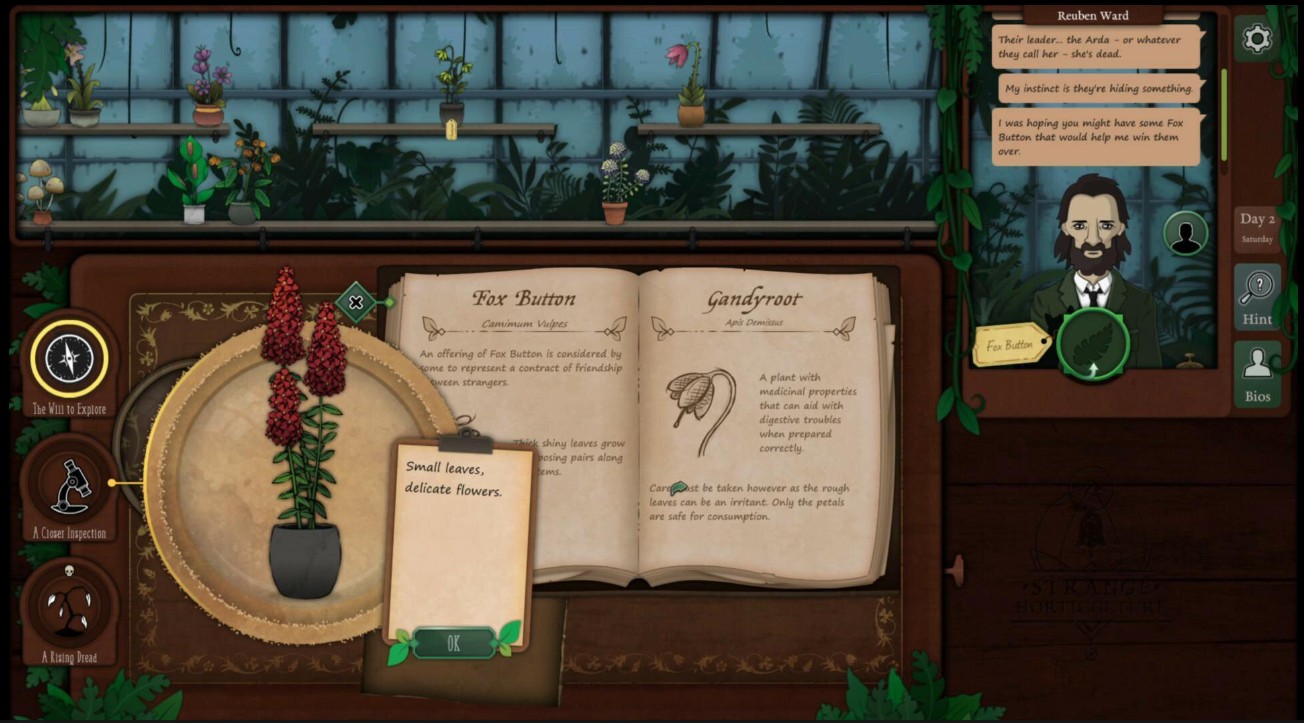 Reuben Ward
Their leader... the Arda - or whatever
they call her - she's dead.
My instinct is they're hiding something.
I was hoping you might have some Fox
Button that would help me win them
over.
Day 2
Saturday
Hint
Bios
Fox Button
The Will to Explore
A Closer Inspection
A Rising Dread
Fox Button
Camimum Vulpes
An offering of Fox Button is considered by
some to represent a contract of friendship
between strangers.
Thick shiny leaves grow
posing pairs along
tems.
Small leaves,
delicate flowers.
OK
Gandyroot
Apis Demissus
A plant with
medicinal properties
that can aid with
digestive troubles
when prepared
correctly.
Care must be taken however as the rough
leaves can be an irritant. Only the petals
are safe for consumption.
STRANGE
HORTICULTURE